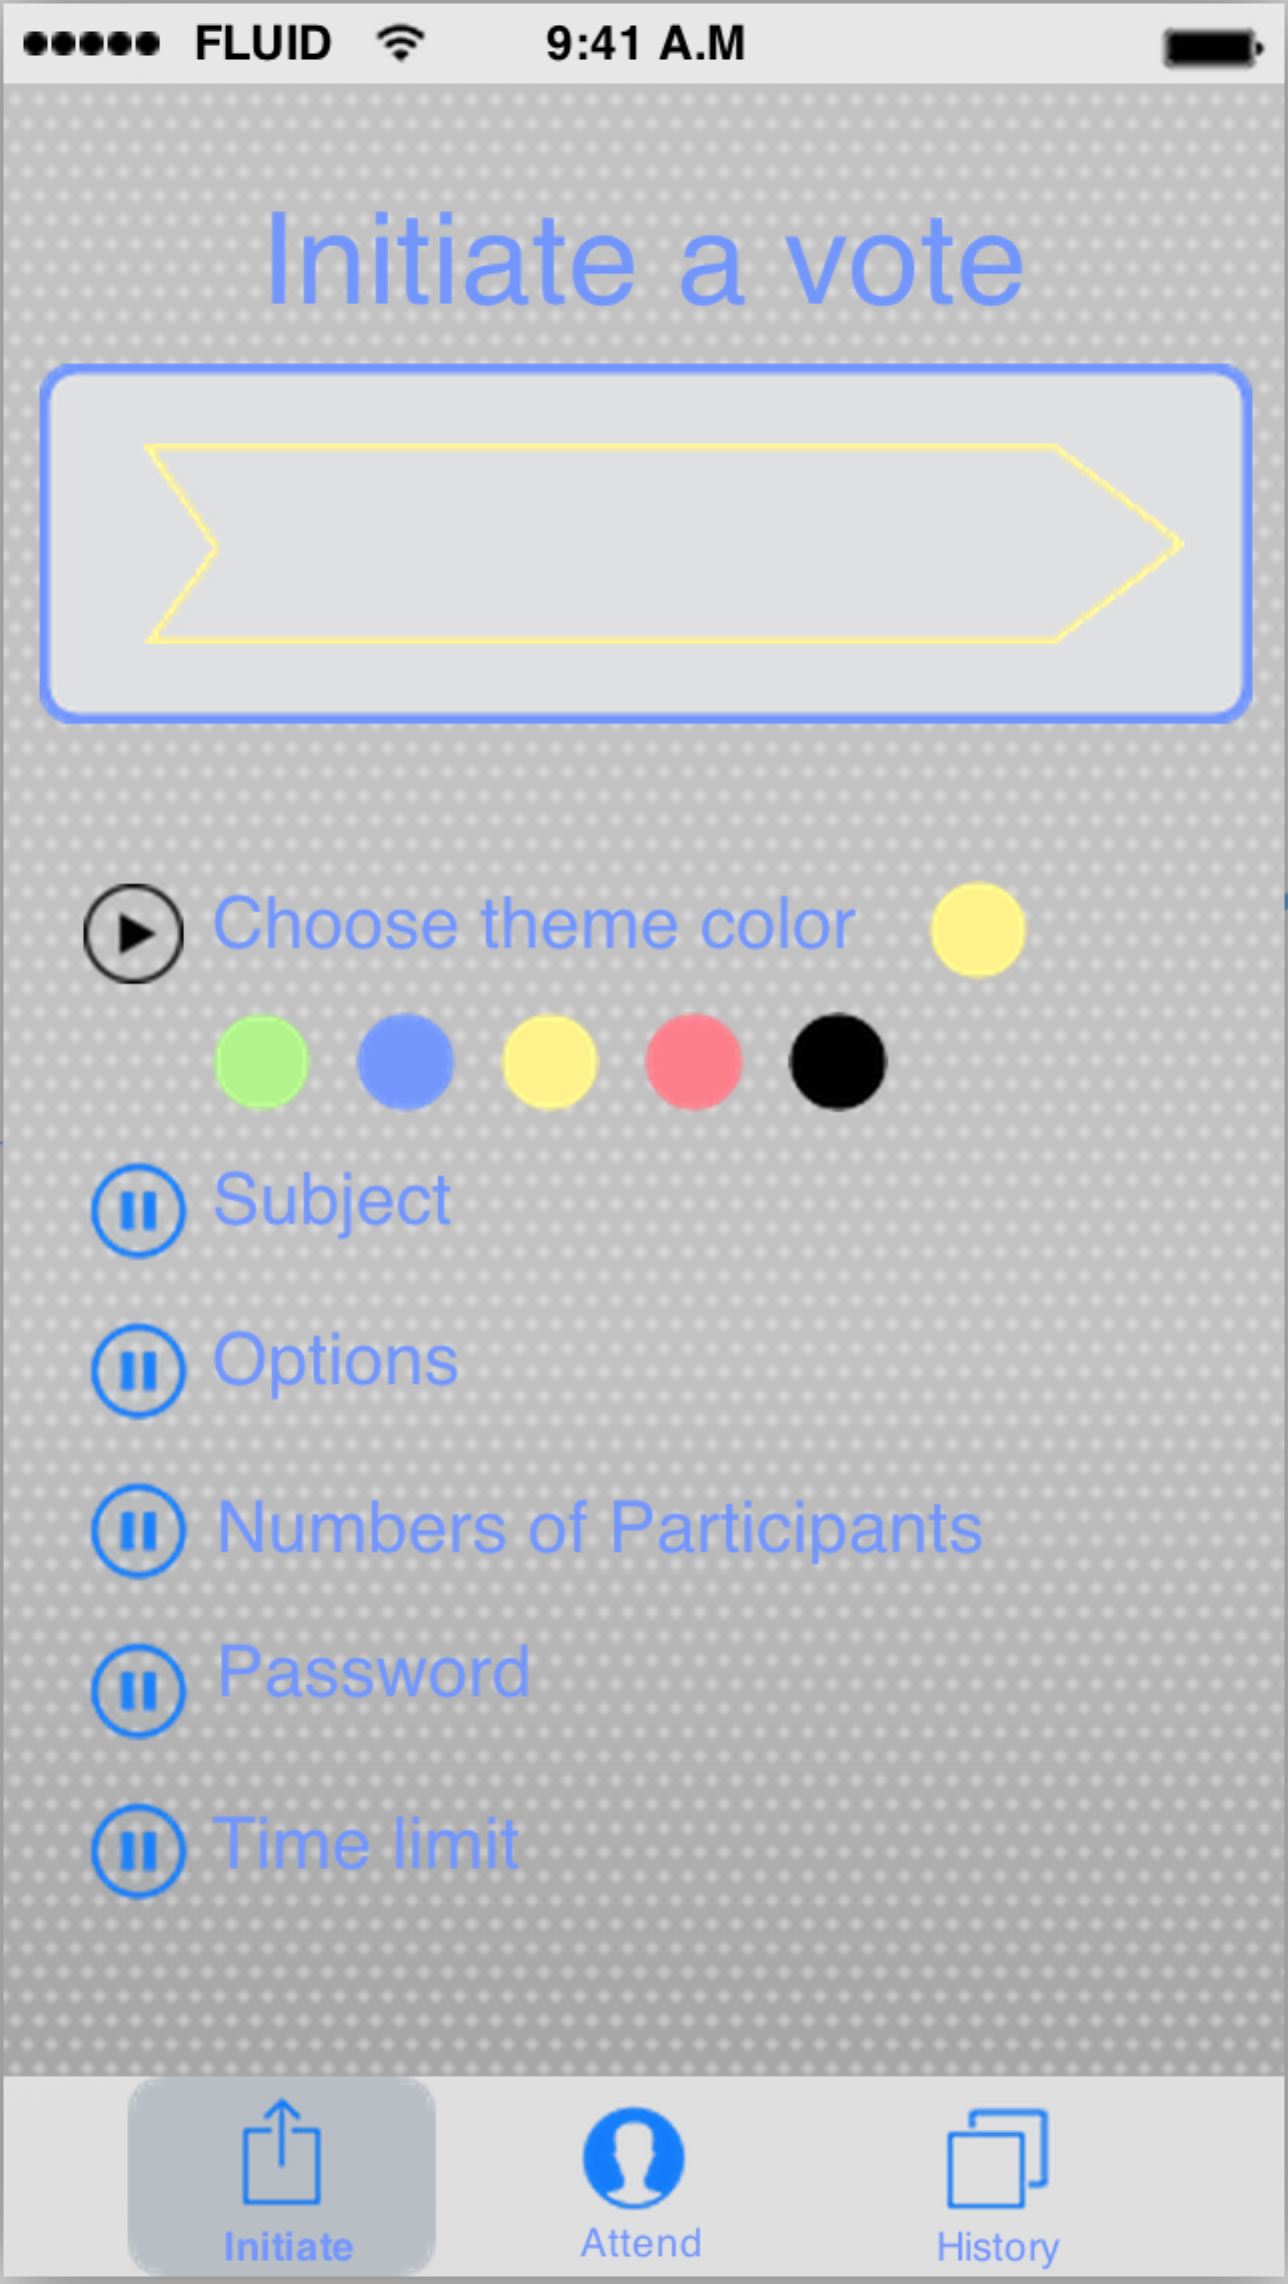 FLUID 9:41 A.M
Initiate a vote
Choose theme color
Subject
Options
Numbers of Participants
Password
Time limit
Initiate Attend History